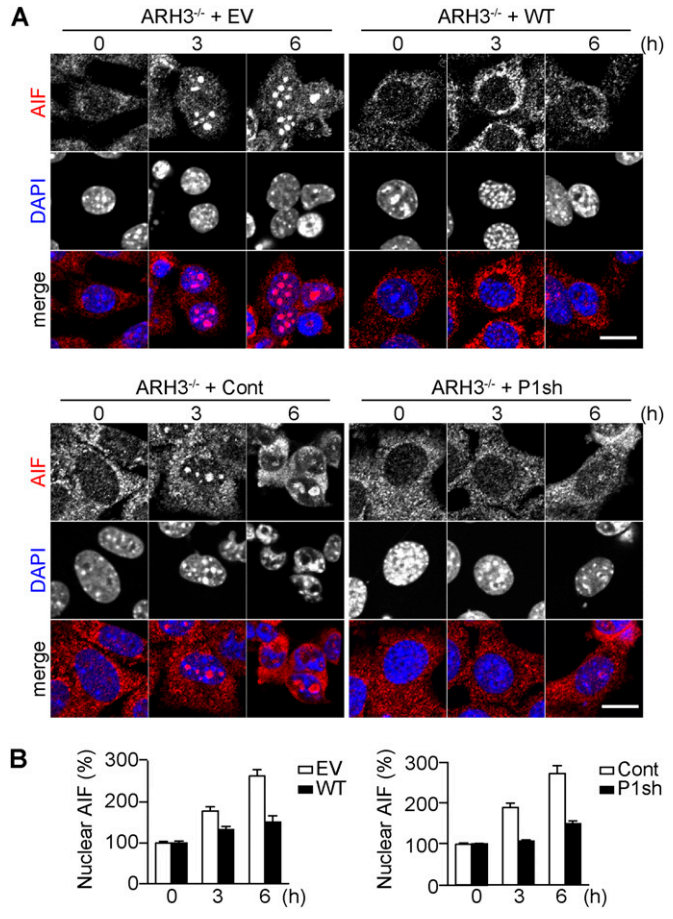 A
ARH3-/- + EV
ARH3-/- + WT
0 3 6 0 3 6 (h)
AIF
DAPI
merge
ARH3-/- + Cont
ARH3-/- + P1sh
0 3 6 0 3 6 (h)
AIF
DAPI
merge
B
Nuclear AIF (%)
300
200
100
0
EV
WT
0 3 6 (h)
Nuclear AIF (%)
300
200
100
0
Cont
P1sh
0 3 6 (h)